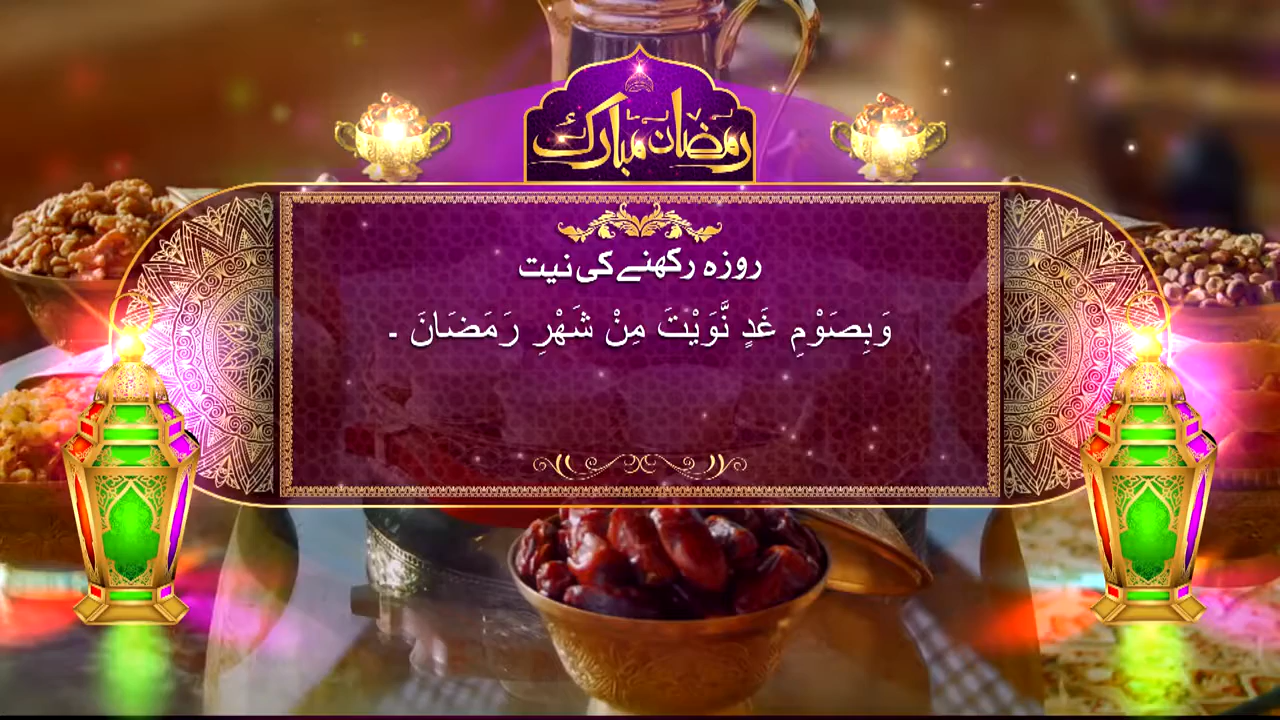 رمضان مبارک
روزہ رکھنے کی نیت
وَبِصَوْمِ غَدٍ نَّوَيْتَ مِنْ شَهْرِ رَمَضَانَ ۔